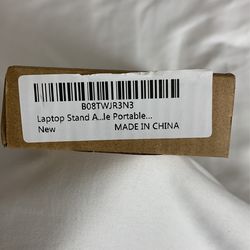 B08TWJR3N3
Laptop Stand A..le Portable...
New MADE IN CHINA